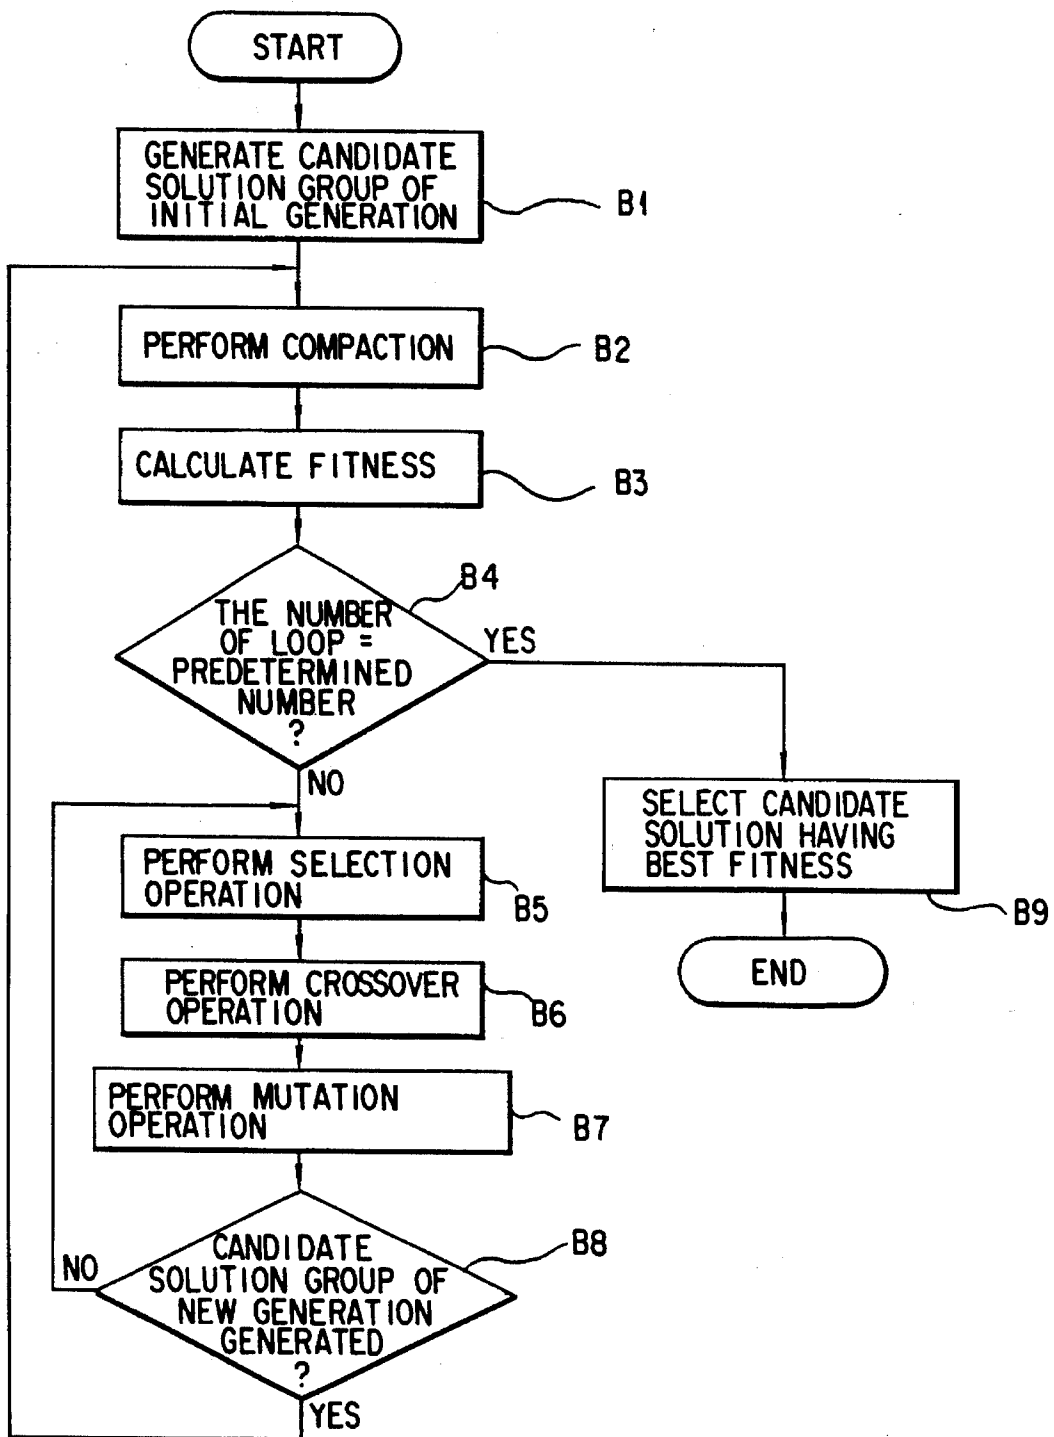 START
GENERATE CANDIDATE
SOLUTION GROUP OF
INITIAL GENERATION
B1
PERFORM COMPACTION
B2
CALCULATE FITNESS
B3
B4
THE NUMBER
OF LOOP =
PREDETERMINED
NUMBER
?
YES
NO
SELECT CANDIDATE
SOLUTION HAVING
BEST FITNESS
B9
END
PERFORM SELECTION
OPERATION
B5
PERFORM CROSSOVER
OPERATION
B6
PERFORM MUTATION
OPERATION
B7
B8
CANDIDATE
SOLUTION GROUP OF
NEW GENERATION
GENERATED
?
NO
YES